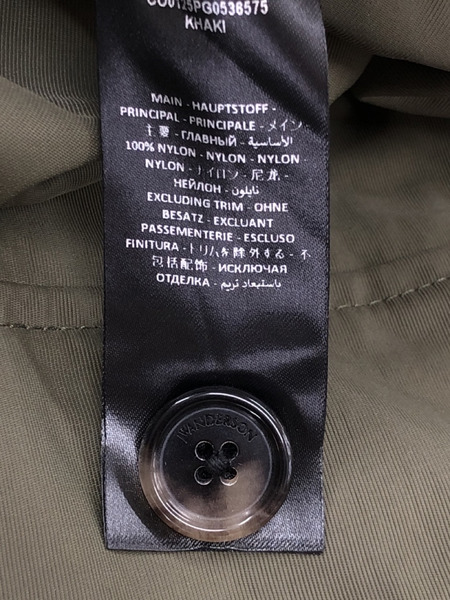 CO0125PG0536575
KHAKI
MAIN - HAUPTSTOFF -
PRINCIPAL - PRINCIPALE - メイン -
主要 - ГЛАВНЫЙ - الأساسية
100% NYLON - NYLON - NYLON
NYLON - ナイロン - 尼龙 -
НЕЙЛОН - نايلون
EXCLUDING TRIM - OHNE
BESATZ - EXCLUANT
PASSEMENTERIE - ESCLUSO
FINITURA - トリムを除外する - 不
包括配饰 - ИСКЛЮЧАЯ
ОТДЕЛКА - باستبعاد تريم
JWANDERSON